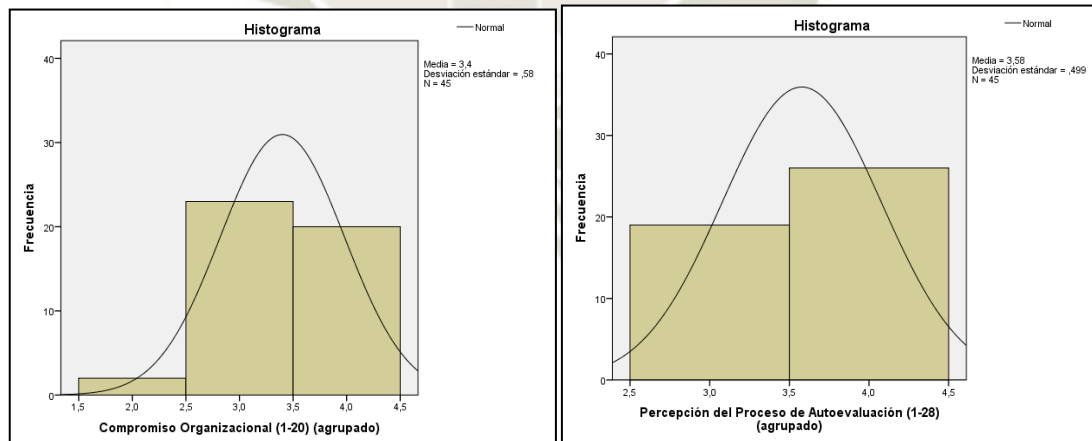 Histograma
Normal
Media = 3,4
Desviación estándar = ,58
N = 45
40
30
20
10
0
Frecuencia
1,5 2,0 2,5 3,0 3,5 4,0 4,5
Compromiso Organizacional (1-20) (agrupado)
Histograma
Normal
Media = 3,58
Desviación estándar = ,499
N = 45
40
30
20
10
0
Frecuencia
2,5 3,0 3,5 4,0 4,5
Percepción del Proceso de Autoevaluación (1-28)
(agrupado)